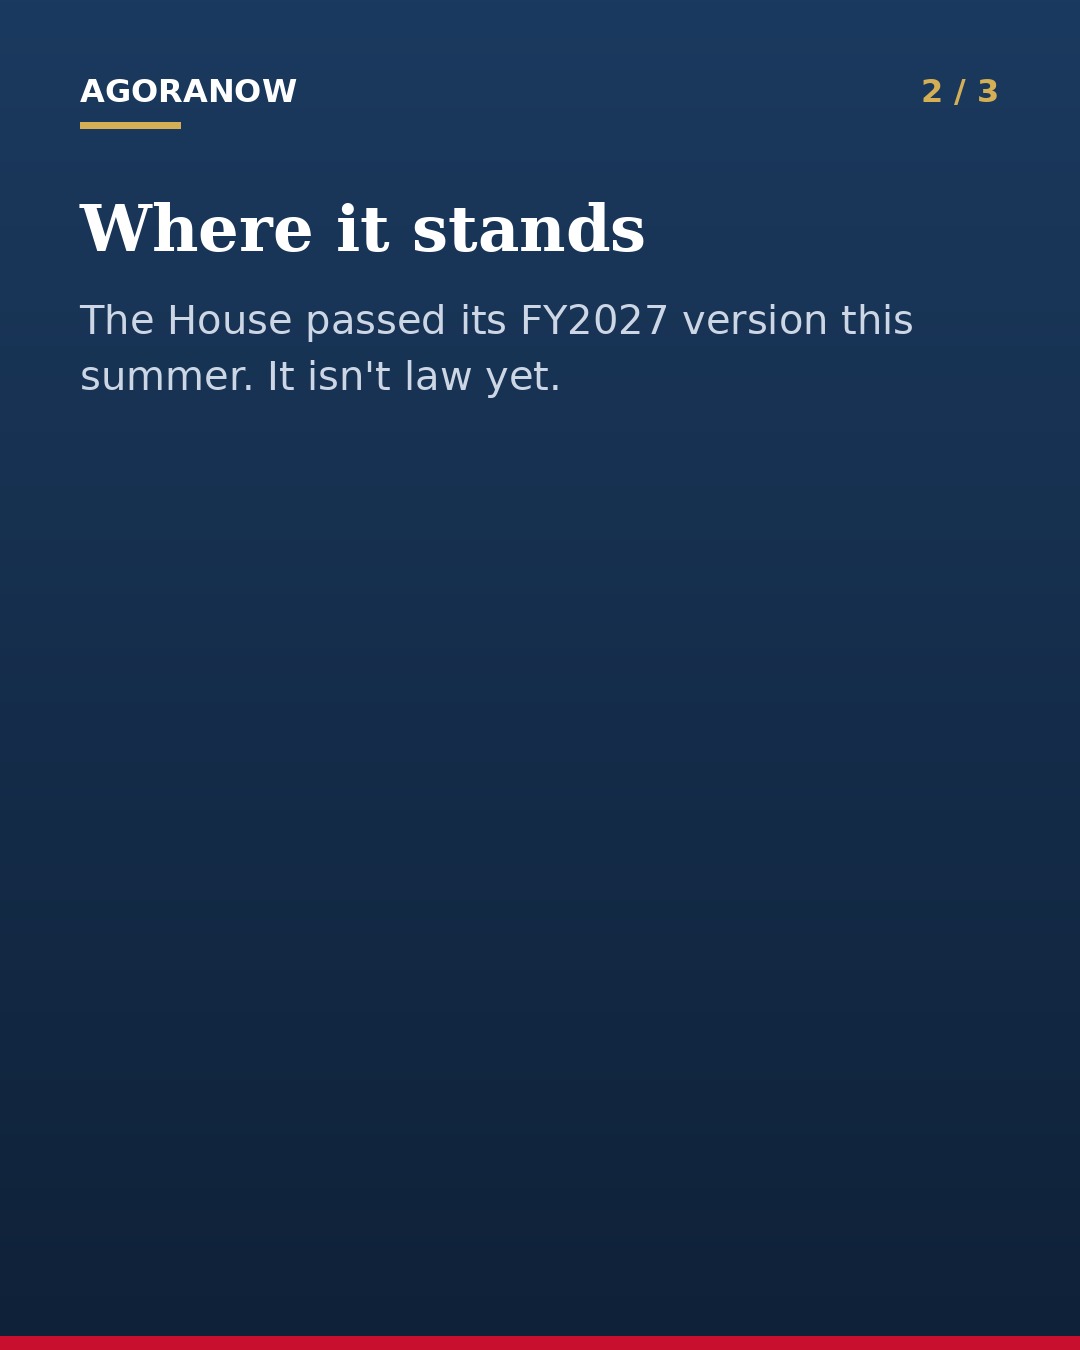 AGORANOW
2 / 3
Where it stands
The House passed its FY2027 version this
summer. It isn't law yet.